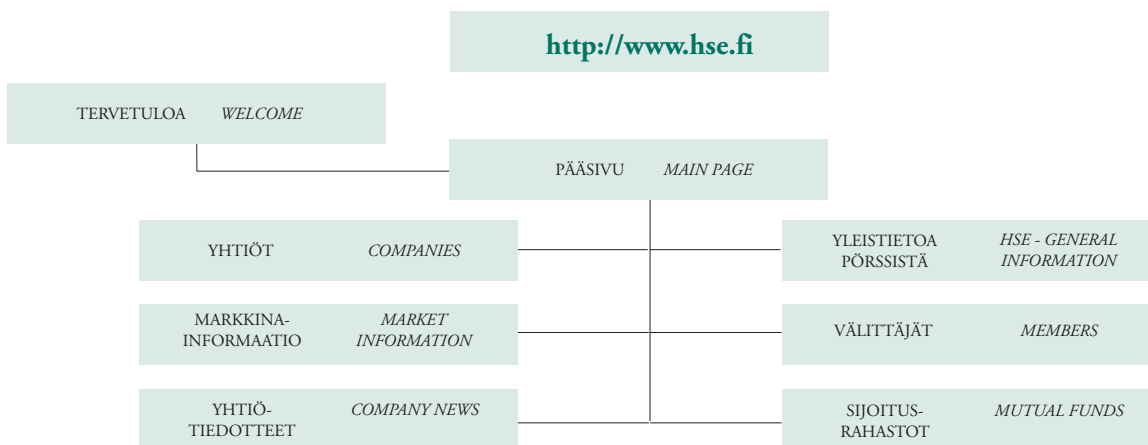 http://www.hse.fi
TERVETULOA WELCOME
PÄÄSIVU MAIN PAGE
YHTIÖT COMPANIES
YLEISTIETOA
PÖRSSISTÄ
HSE - GENERAL
INFORMATION
MARKKINA-
INFORMAATIO
MARKET
INFORMATION
VÄLITTÄJÄT MEMBERS
YHTIÖ-
TIEDOTTEET
COMPANY NEWS
SIJOITUS-
RAHASTOT
MUTUAL FUNDS